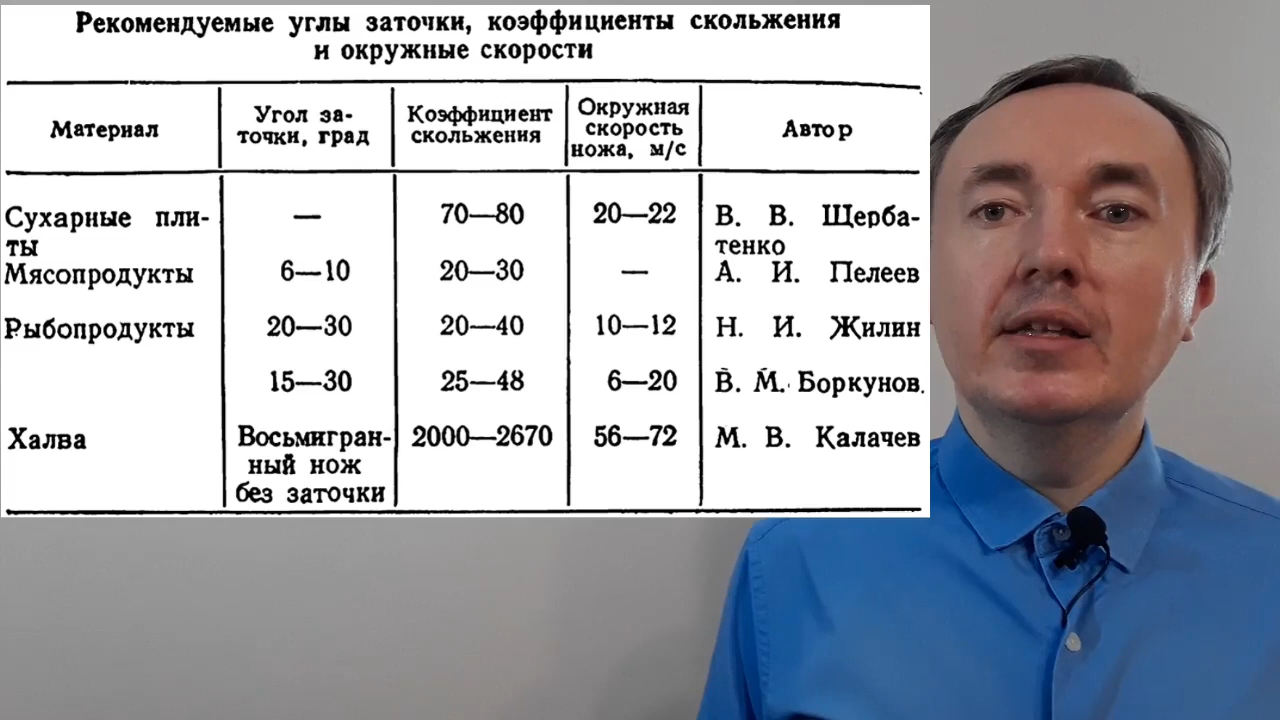 Рекомендуемые углы заточки, коэффициенты скольжения
и окружные скорости
Материал
Угол за-
точки, град
Коэффициент
скольжения
Окружная
скорость
ножа, м/с
Автор
Сухарные пли-
ты
—
70—80
20—22
В. В. Щерба-
тенко
Мясопродукты
6—10
20—30
—
А. И. Пелеев
Рыбопродукты
20—30
20—40
10—12
Н. И. Жилин
15—30
25—48
6—20
В. М. Боркунов.
Халва
Восьмигран-
ный нож
без заточки
2000—2670
56—72
М. В. Калачев